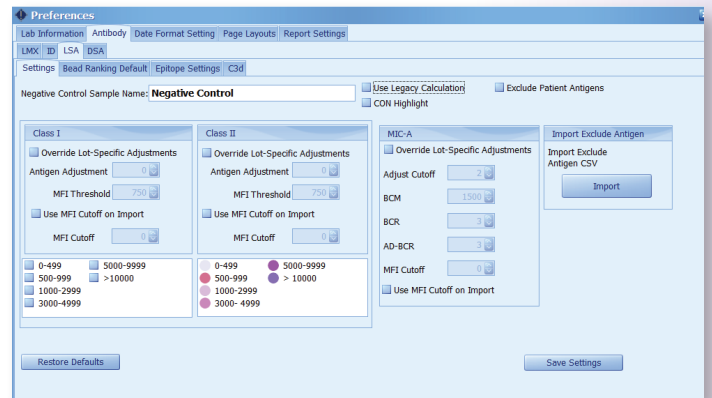 Preferences
Lab Information Antibody Date Format Setting Page Layouts Report Settings
LMX ID LSA DSA
Settings Bead Ranking Default Epitope Settings C3d
Negative Control Sample Name: Negative Control
Use Legacy Calculation Exclude Patient Antigens
CON Highlight
Class I
Override Lot-Specific Adjustments
Antigen Adjustment 0
MFI Threshold 750
Use MFI Cutoff on Import
MFI Cutoff 0
0-499 5000-9999
500-999 >10000
1000-2999
3000-4999
Class II
Override Lot-Specific Adjustments
Antigen Adjustment 0
MFI Threshold 750
Use MFI Cutoff on Import
MFI Cutoff 0
0-499 5000-9999
500-999 > 10000
1000-2999
3000- 4999
MIC-A
Override Lot-Specific Adjustments
Adjust Cutoff 2
BCM 1500
BCR 3
AD-BCR 3
MFI Cutoff 0
Use MFI Cutoff on Import
Import Exclude Antigen
Import Exclude
Antigen CSV
Import
Restore Defaults
Save Settings